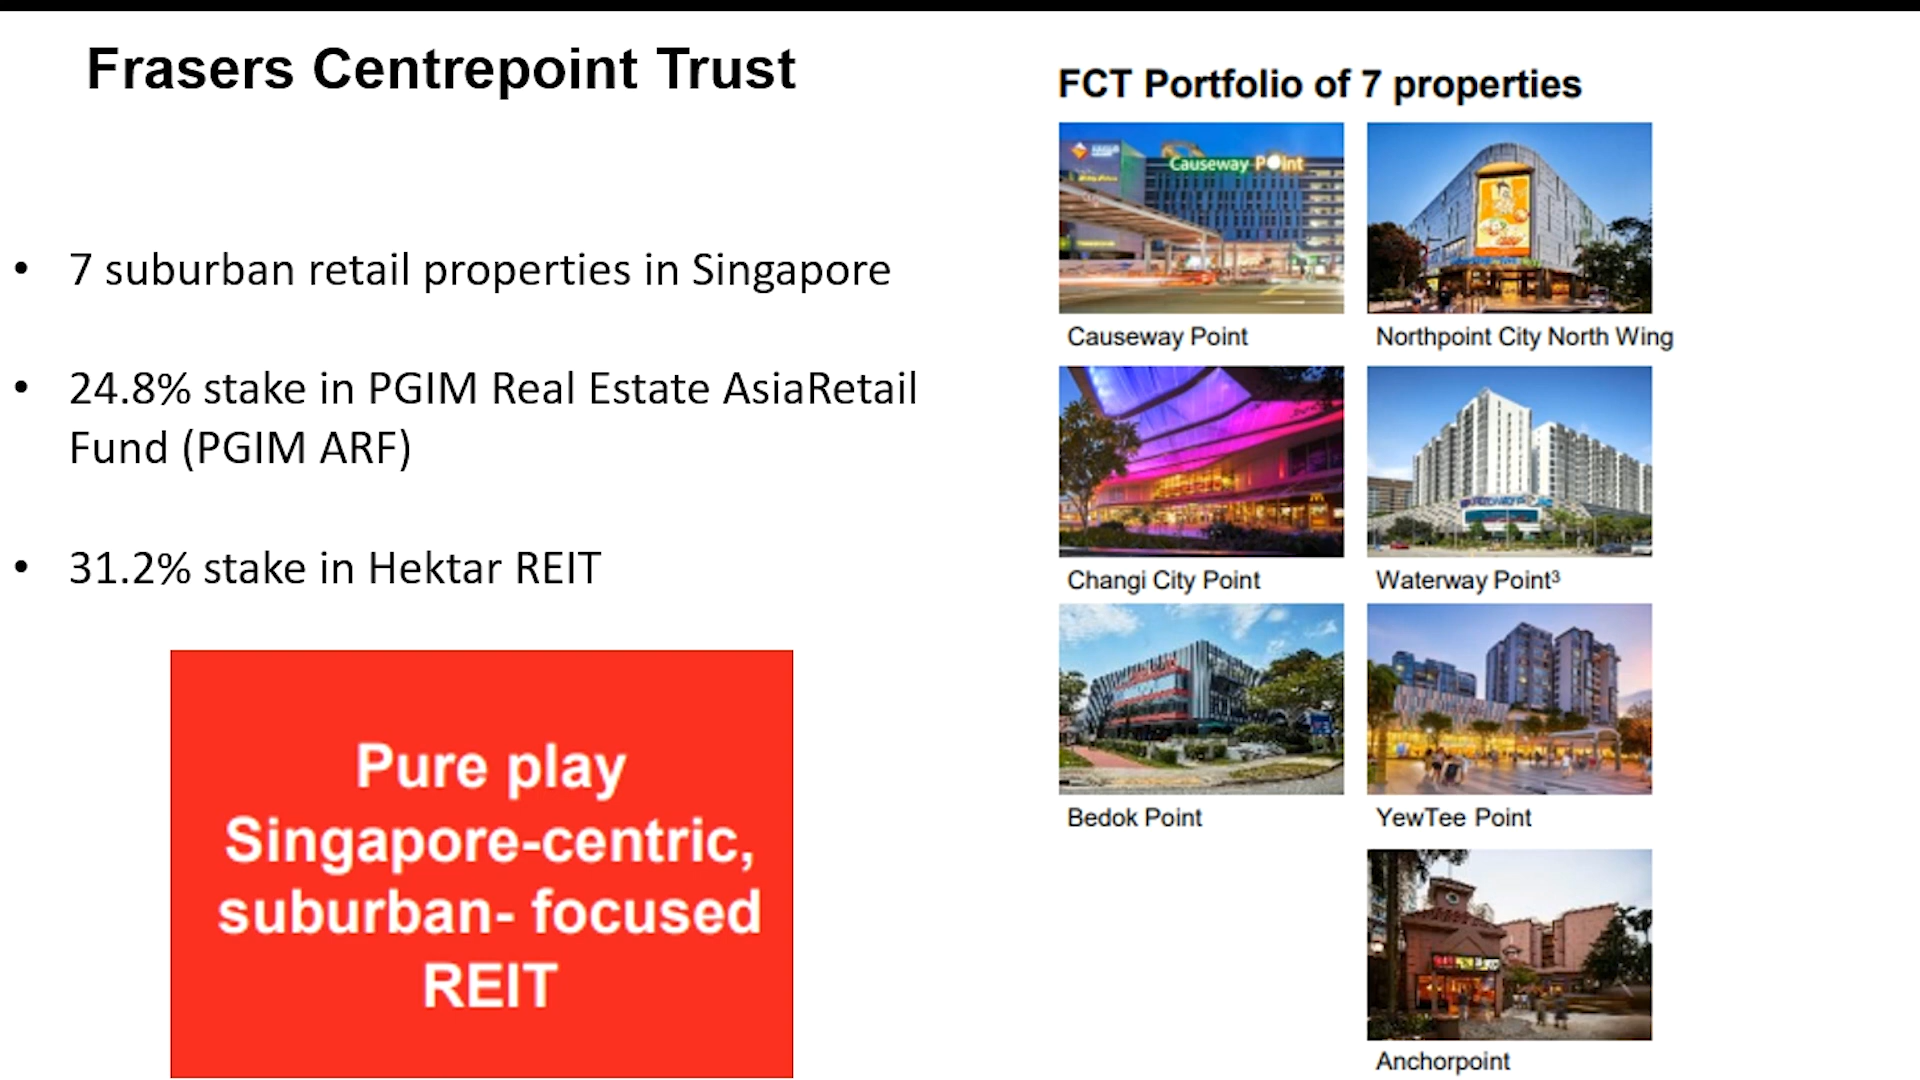 Frasers Centrepoint Trust
• 7 suburban retail properties in Singapore
• 24.8% stake in PGIM Real Estate AsiaRetail
Fund (PGIM ARF)
• 31.2% stake in Hektar REIT
Pure play
Singapore-centric,
suburban- focused
REIT
FCT Portfolio of 7 properties
Causeway Point
Causeway Point
Northpoint City North Wing
Changi City Point
Waterway Point³
Bedok Point
YewTee Point
Anchorpoint